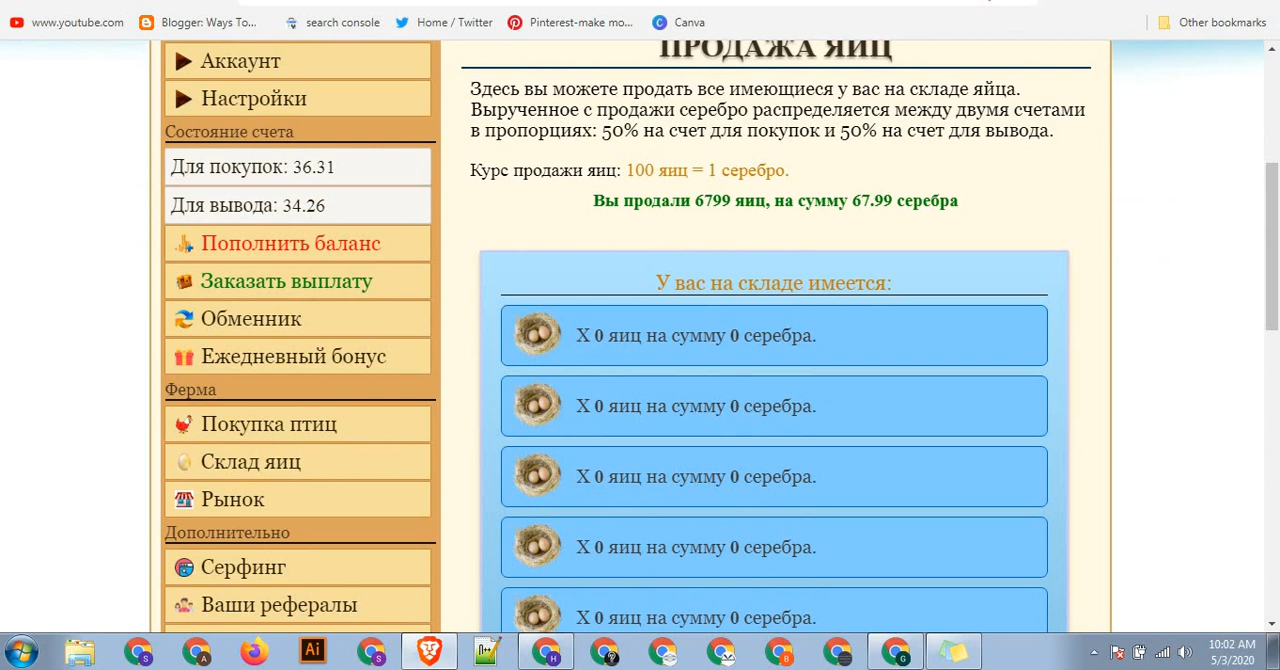 www.youtube.com
Blogger: Ways To...
search console
Home / Twitter
Pinterest-make mo...
Canva
Other bookmarks
Аккаунт
Настройки
Состояние счета
Для покупок: 36.31
Для вывода: 34.26
Пополнить баланс
Заказать выплату
Обменник
Ежедневный бонус
Ферма
Покупка птиц
Склад яиц
Рынок
Дополнительно
Серфинг
Ваши рефералы
ПРОДАЖА ЯИЦ
Здесь вы можете продать все имеющиеся у вас на складе яйца.
Вырученное с продажи серебро распределяется между двумя счетами
в пропорциях: 50% на счет для покупок и 50% на счет для вывода.
Курс продажи яиц: 100 яиц = 1 серебро.
Вы продали 6799 яиц, на сумму 67.99 серебра
У вас на складе имеется:
X 0 яиц на сумму 0 серебра.
X 0 яиц на сумму 0 серебра.
X 0 яиц на сумму 0 серебра.
X 0 яиц на сумму 0 серебра.
X 0 яиц на сумму 0 серебра.
10:02 AM
5/3/2020